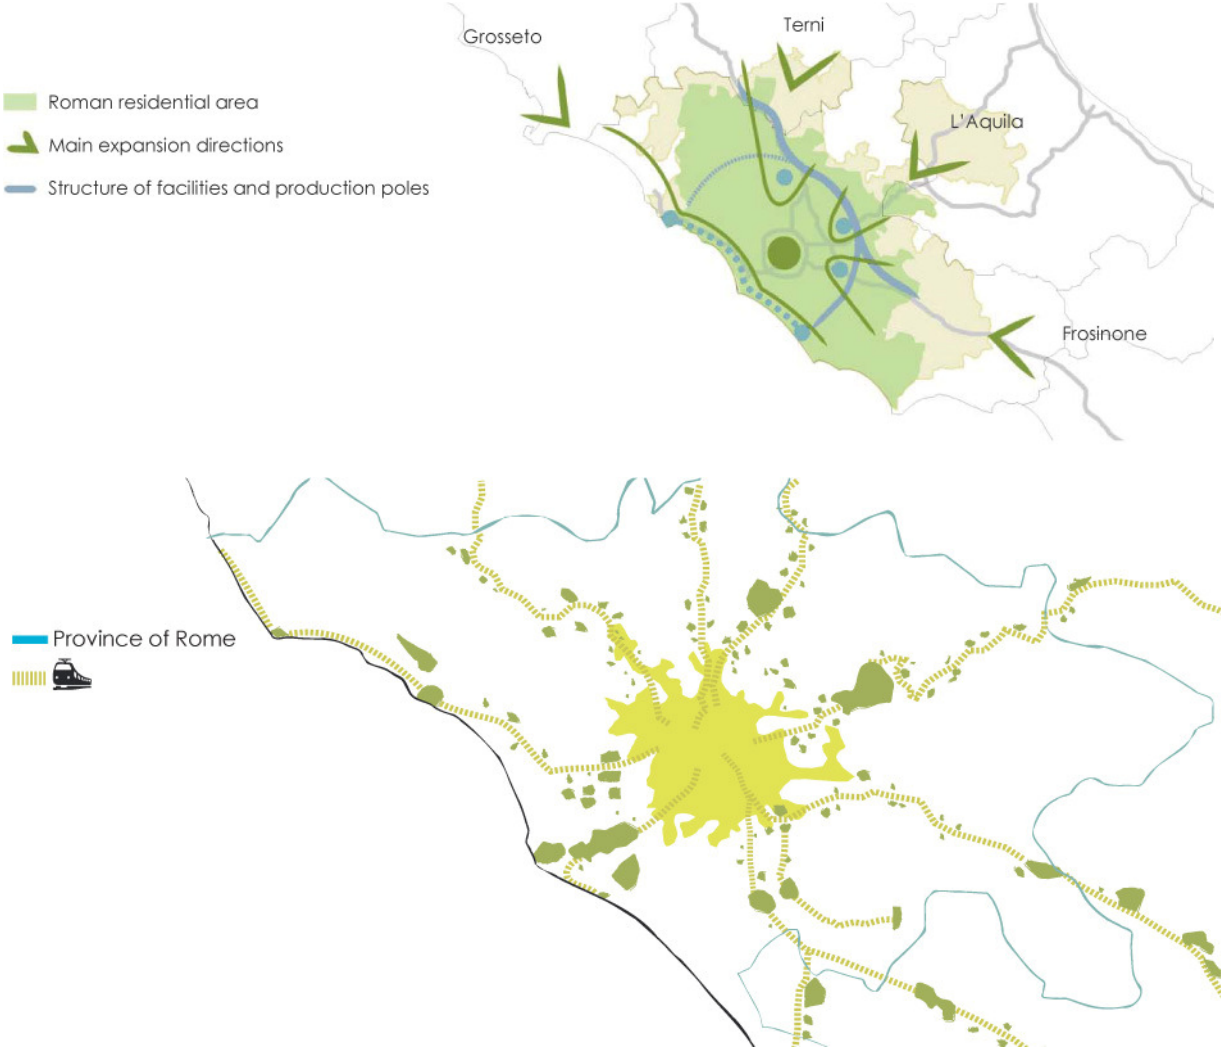 Terni
Grosseto
Roman residential area
L'Aquila
Main expansion directions
Structure of facilities and production poles
Frosinone
Province of Rome